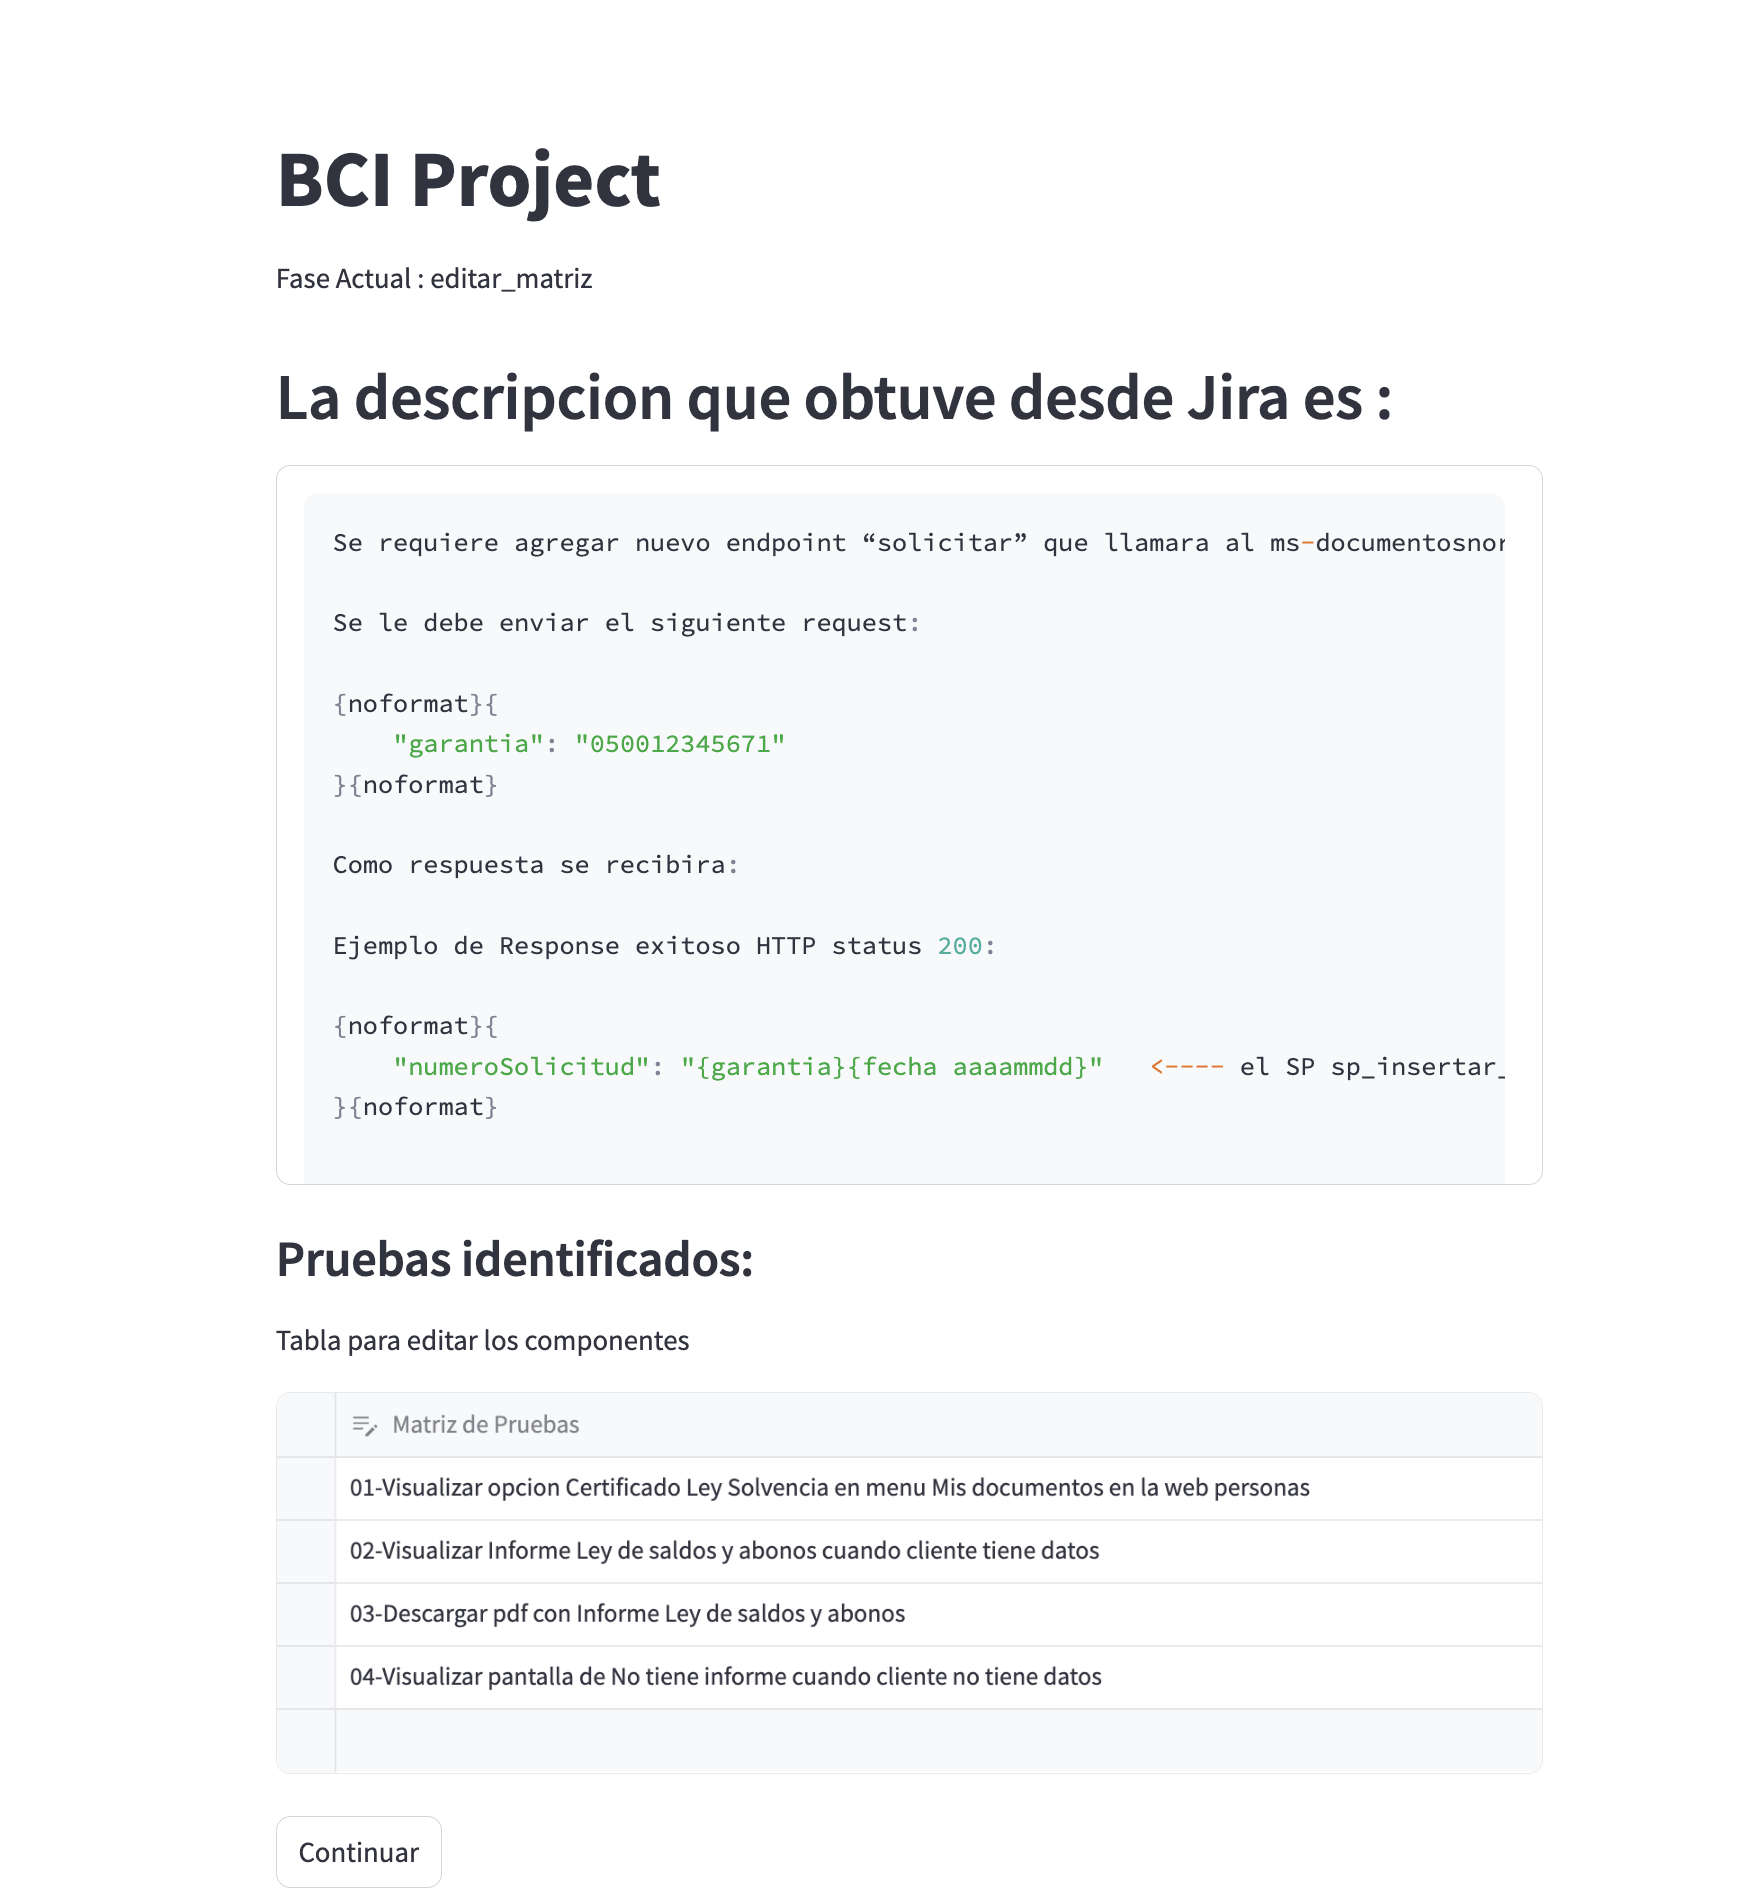 BCI Project
Fase Actual : editar_matriz
La descripcion que obtuve desde Jira es :
Se requiere agregar nuevo endpoint “solicitar” que llamara al ms-documentosnor
Se le debe enviar el siguiente request:
{noformat}{
    "garantia": "050012345671"
}{noformat}
Como respuesta se recibira:
Ejemplo de Response exitoso HTTP status 200:
{noformat}{
    "numeroSolicitud": "{garantia}{fecha aaaammdd}"   <---- el SP sp_insertar_
}{noformat}
Pruebas identificados:
Tabla para editar los componentes
Matriz de Pruebas
01-Visualizar opcion Certificado Ley Solvencia en menu Mis documentos en la web personas
02-Visualizar Informe Ley de saldos y abonos cuando cliente tiene datos
03-Descargar pdf con Informe Ley de saldos y abonos
04-Visualizar pantalla de No tiene informe cuando cliente no tiene datos
Continuar